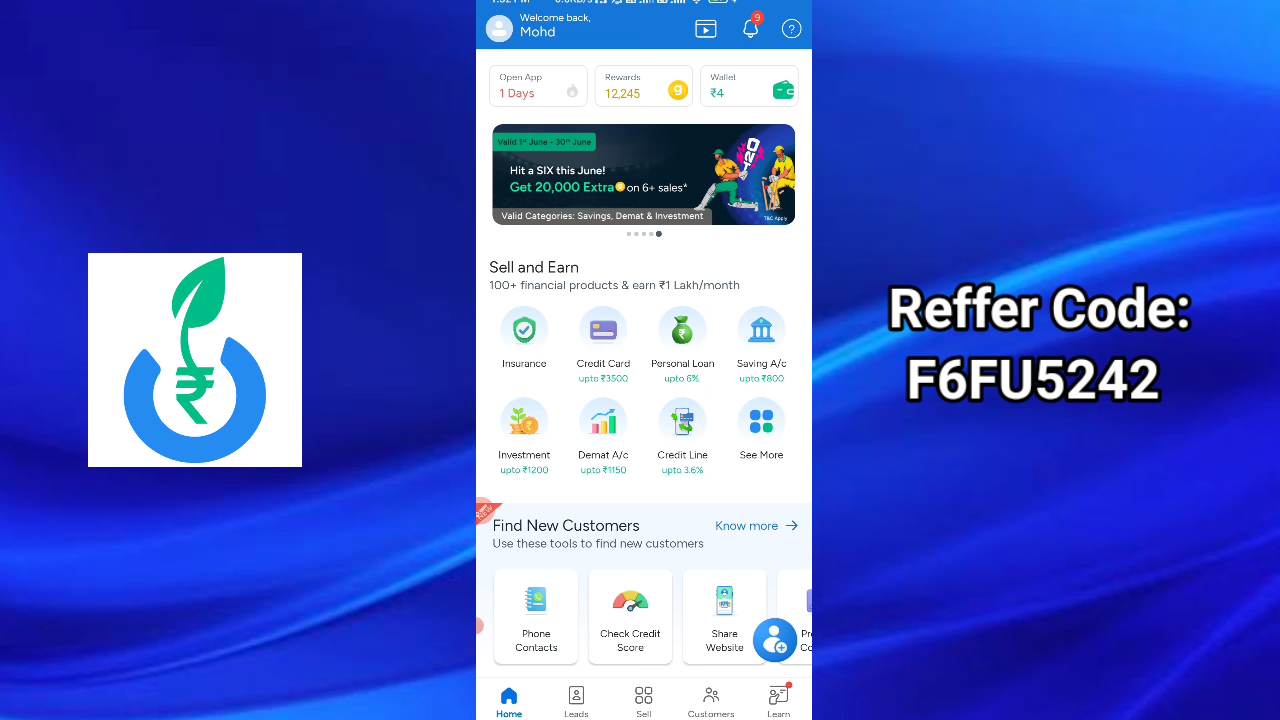 Welcome back,
Mohd
9
?
Open App
1 Days
Rewards
12,245
g
Wallet
₹4
Valid 1st June - 30th June
Hit a SIX this June!
Get 20,000 Extra on 6+ sales*
Valid Categories: Savings, Demat & Investment
T&C Apply
Sell and Earn
100+ financial products & earn ₹1 Lakh/month
Insurance
Credit Card
upto ₹3500
Personal Loan
upto 6%
Saving A/c
upto ₹800
Investment
upto ₹1200
Demat A/c
upto ₹1150
Credit Line
upto 3.6%
See More
New
Find New Customers
Know more
Use these tools to find new customers
Phone
Contacts
Check Credit
Score
Share
Website
Home
Leads
Sell
Customers
Learn
₹
Reffer Code:
F6FU5242